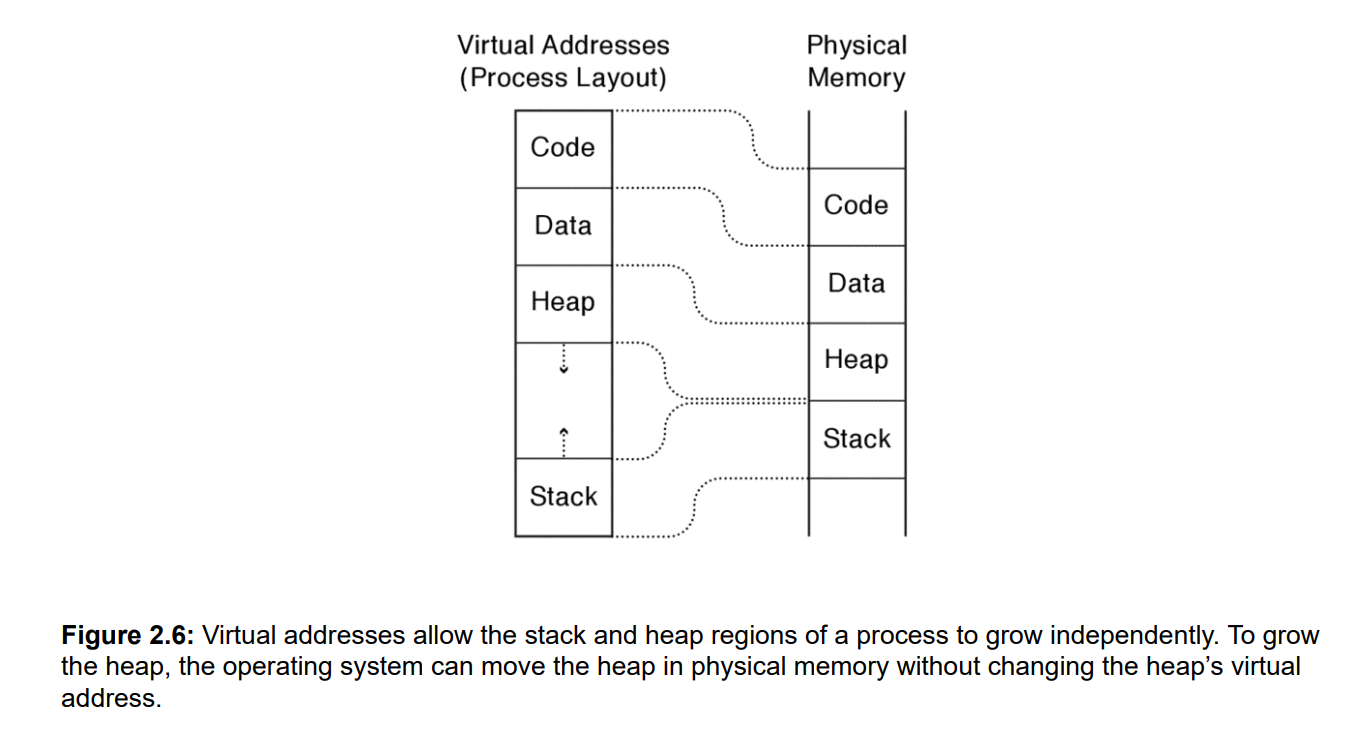 Virtual Addresses
(Process Layout)
Physical
Memory
Code
Data
Heap
Stack
Code
Data
Heap
Stack
Figure 2.6: Virtual addresses allow the stack and heap regions of a process to grow independently. To grow
the heap, the operating system can move the heap in physical memory without changing the heap’s virtual
address.